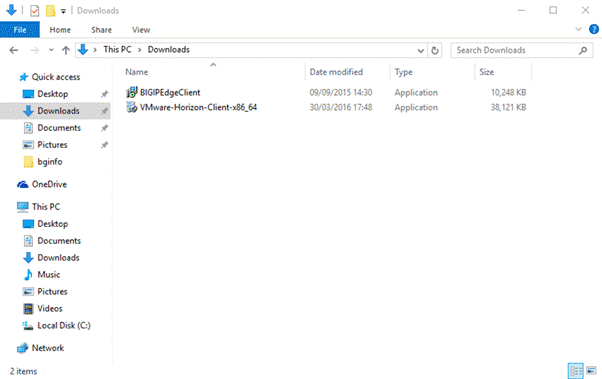 Downloads
File Home Share View
This PC Downloads Search Downloads
Name Date modified Type Size
BIGIPEdgeClient 09/09/2015 14:30 Application 10,248 KB
VMware-Horizon-Client-x86_64 30/03/2016 17:48 Application 38,121 KB
Quick access
Desktop
Downloads
Documents
Pictures
bginfo
OneDrive
This PC
Desktop
Documents
Downloads
Music
Pictures
Videos
Local Disk (C:)
Network
2 items